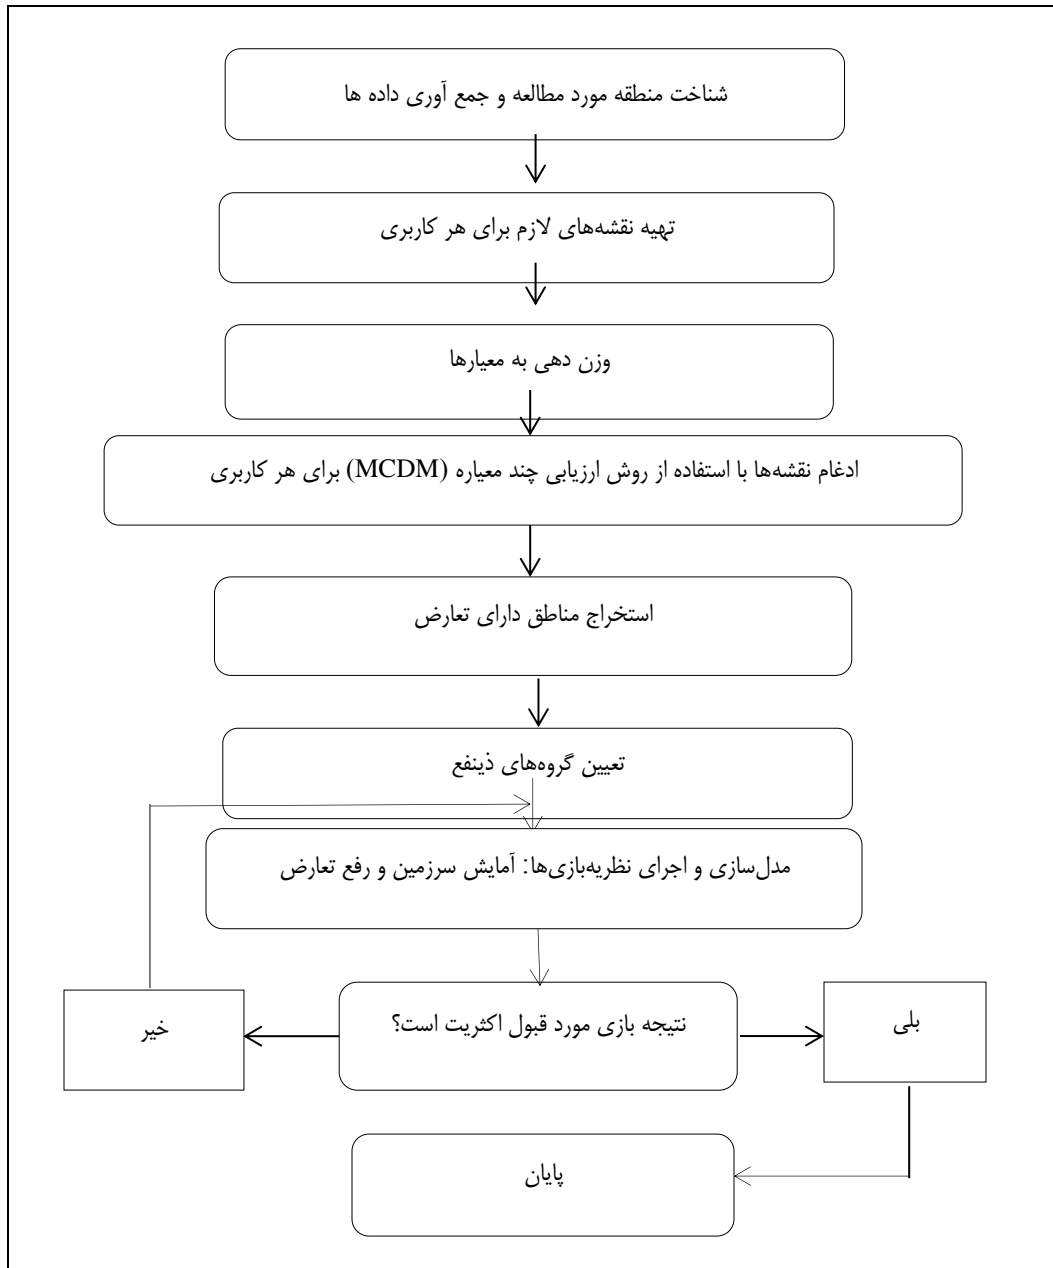 شناخت منطقه مورد مطالعه و جمع آوری داده ها
تهیه نقشه‌های لازم برای هر کاربری
وزن دهی به معیارها
ادغام نقشه‌ها با استفاده از روش ارزیابی چند معیاره (MCDM) برای هر کاربری
استخراج مناطق دارای تعارض
تعیین گروه‌های ذینفع
مدل‌سازی و اجرای نظریه‌بازی‌ها: آمایش سرزمین و رفع تعارض
بلی
نتیجه بازی مورد قبول اکثریت است؟
خیر
پایان